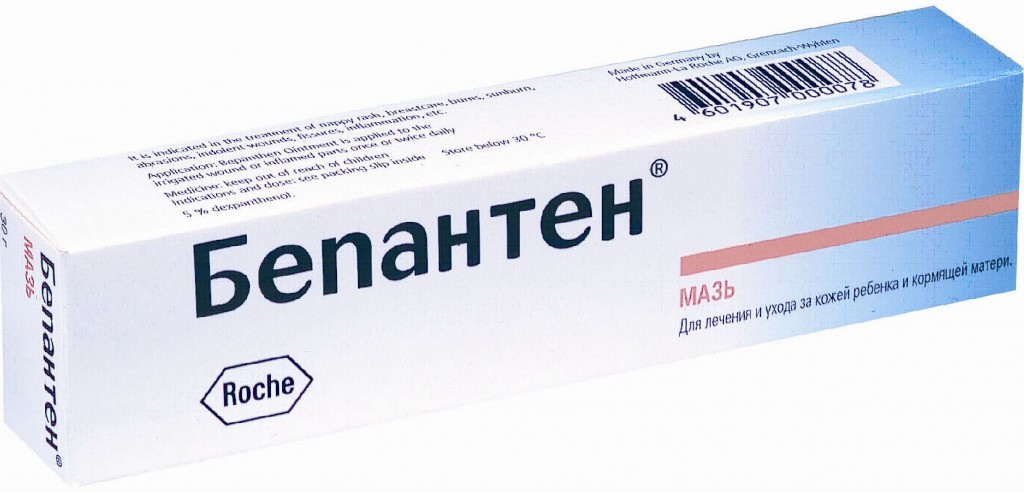 Made in Germany by
Hoffmann-La Roche AG, Grenzach-Wyhlen
4 601907 000078
It is indicated in the treatment of nappy rash, breastcare, burns, sunburn,
abrasions, indolent wounds, fissures, inflammation, etc.
Application: Bepanthen Ointment is applied to the
irrigated wound or inflamed parts once or twice daily
Medicine: keep out of reach of children
Indications and dose: see packing slip inside Store below 30 °C
5 % dexpanthenol.
Бепантен®
МАЗЬ
Для лечения и ухода за кожей ребенка и кормящей матери.
Roche
30 г
МАЗЬ
Бепантен®